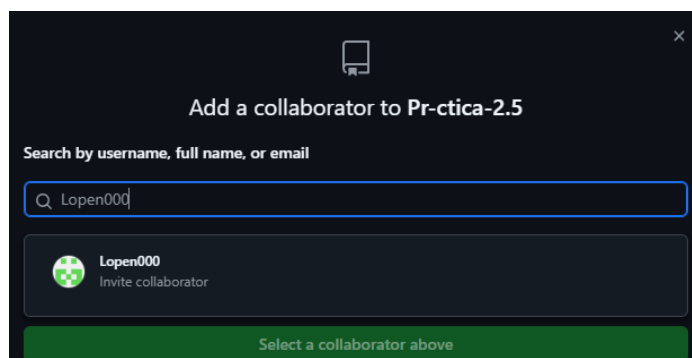 Add a collaborator to Pr-ctica-2.5
Search by username, full name, or email
Lopen000
Lopen000
Invite collaborator
Select a collaborator above